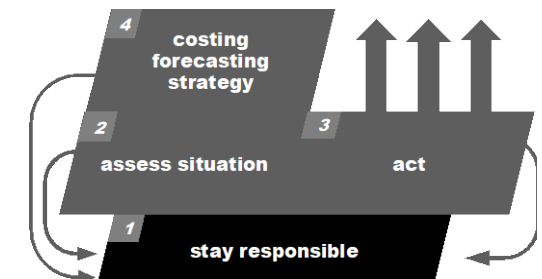 4
costing
forecasting
strategy
2
assess situation
3
act
1
stay responsible